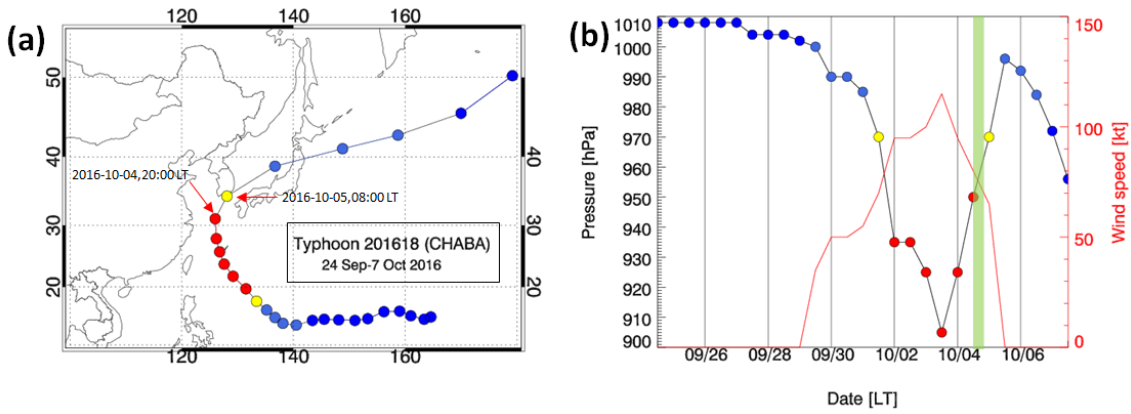 (a)
120 140 160
50
40 40
30 30
20 20
2016-10-04,20:00 LT
2016-10-05,08:00 LT
Typhoon 201618 (CHABA)
24 Sep-7 Oct 2016
120 140 160
(b)
1010
1000
990
980
970
960
950
940
930
920
910
900
Pressure [hPa]
150
100
50
0
Wind speed [kt]
09/26 09/28 09/30 10/02 10/04 10/06
Date [LT]